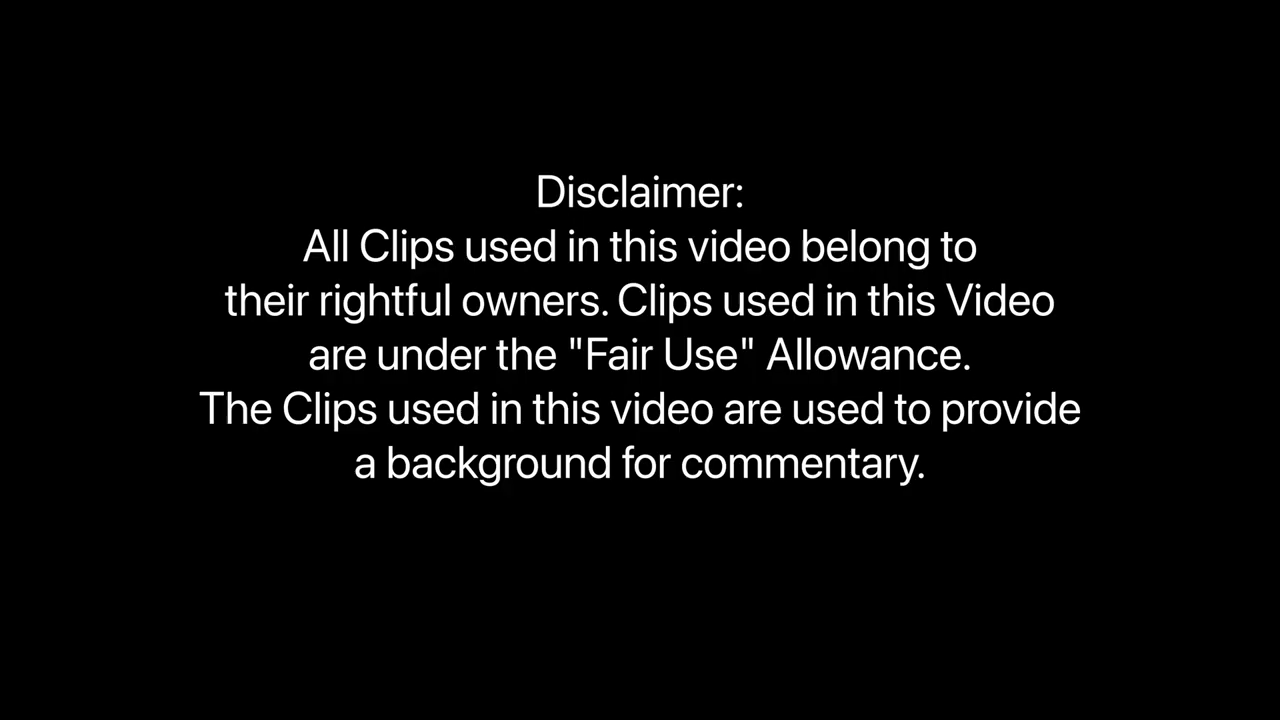 Disclaimer:
All Clips used in this video belong to
their rightful owners. Clips used in this Video
are under the "Fair Use" Allowance.
The Clips used in this video are used to provide
a background for commentary.